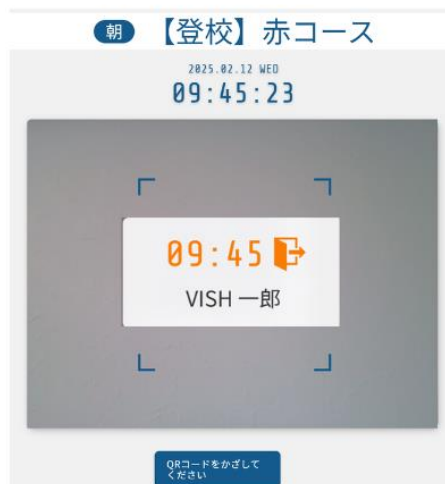 朝 【登校】赤コース
2025.02.12 WED
09:45:23
09:45
VISH 一郎
QRコードをかざして
ください